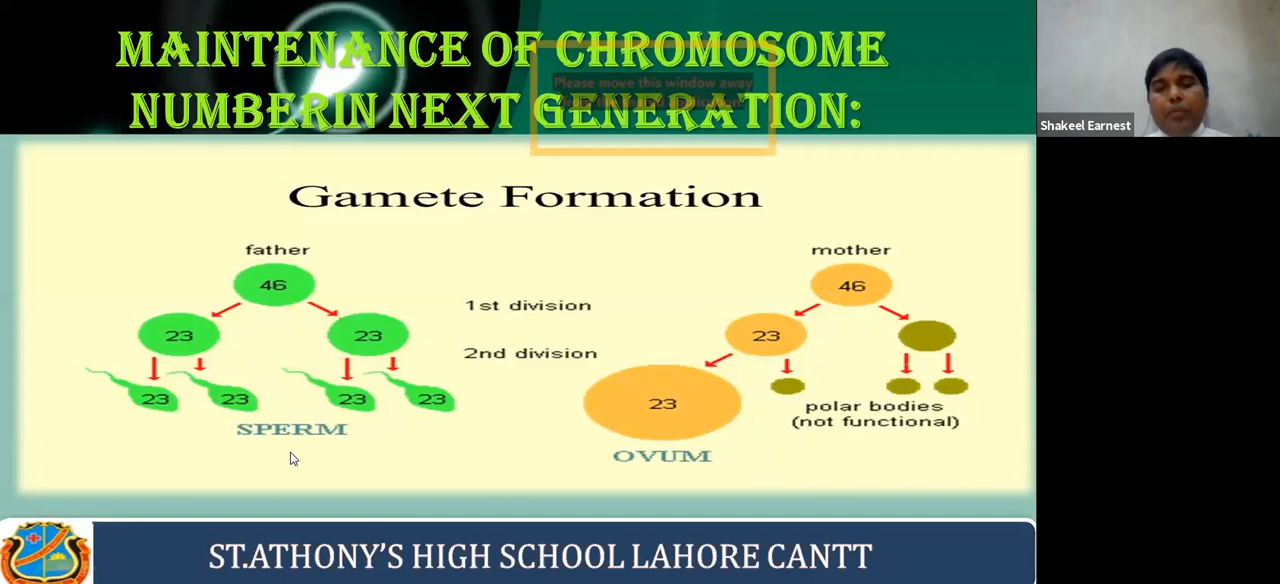 MAINTENANCE OF CHROMOSOME
NUMBERIN NEXT GENERATION:
Please move this window away
Shakeel Earnest
Gamete Formation
father
mother
46
46
1st division
23
23
23
2nd division
23
23
23
23
23
SPERM
polar bodies
(not functional)
OVUM
ST.ATHONY'S HIGH SCHOOL LAHORE CANTT